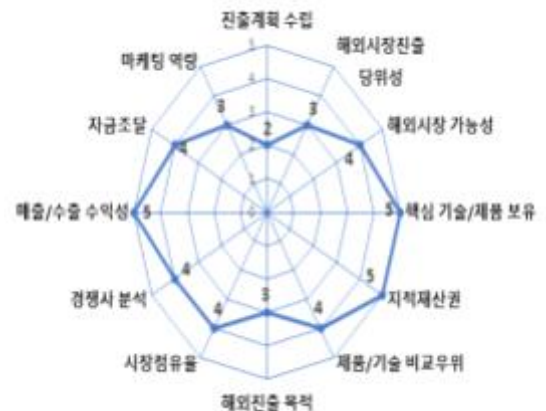 진출계획 수립
해외시장진출
당위성
해외시장 가능성
핵심 기술/제품 보유
지적재산권
제품/기술 비교우위
해외진출 목적
시장점유율
경쟁사 분석
매출/수출 수익성
자금조달
마케팅 역량
2
3
4
5
5
4
3
4
4
5
4
3